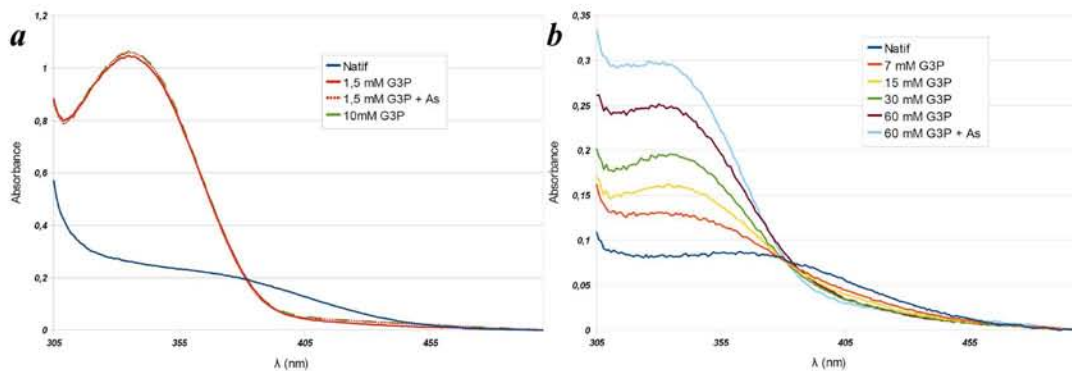 a
1,2
1
0,8
0,6
0,4
0,2
0
Absorbance
305
355
405
455
λ (nm)
Natif
1,5 mM G3P
1,5 mM G3P + As
10mM G3P
b
0,35
0,3
0,25
0,2
0,15
0,1
0,05
0
Absorbance
305
355
405
455
λ (nm)
Natif
7 mM G3P
15 mM G3P
30 mM G3P
60 mM G3P
60 mM G3P + As